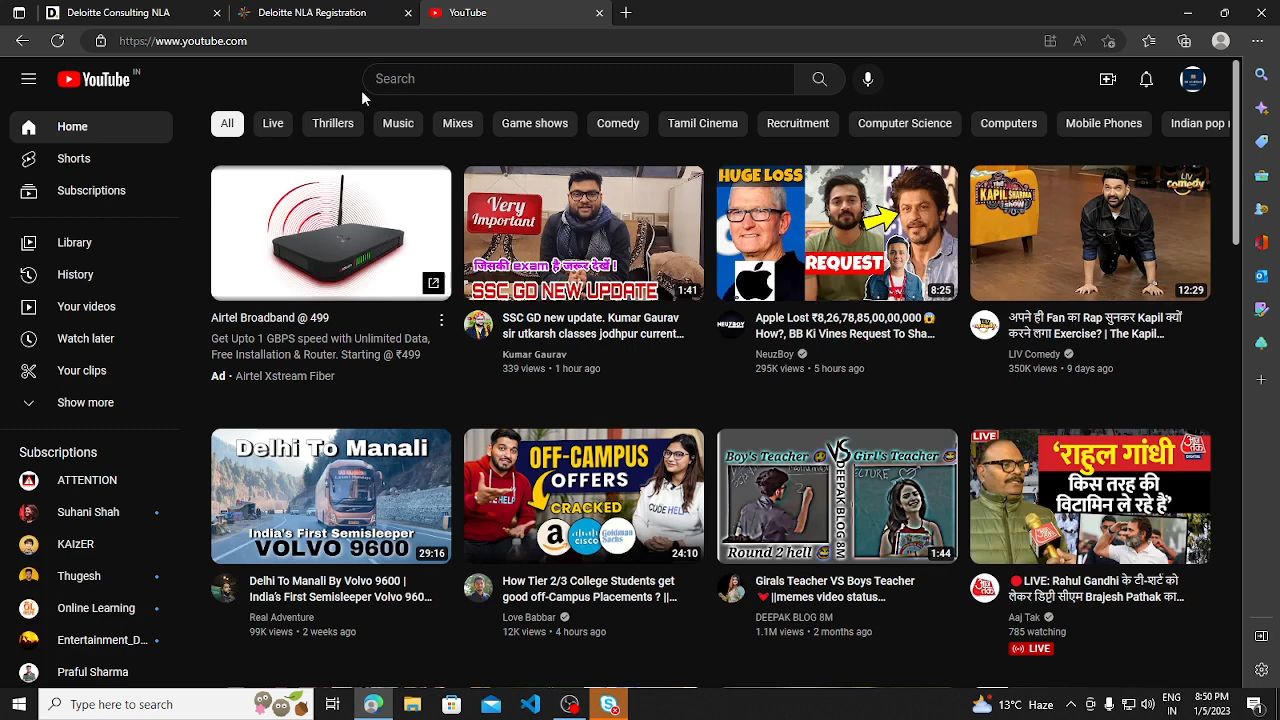 Deloitte Consulting NLA
Deloitte NLA Registration
YouTube
https://www.youtube.com
YouTube IN
Search
All
Live
Thrillers
Music
Mixes
Game shows
Comedy
Tamil Cinema
Recruitment
Computer Science
Computers
Mobile Phones
Indian pop
Home
Shorts
Subscriptions
Library
History
Your videos
Watch later
Your clips
Show more
Subscriptions
ATTENTION
Suhani Shah
KAIzeR
Thugesh
Online Learning
Entertainment_D...
Praful Sharma
Airtel Broadband @ 499
Get Upto 1 GBPS speed with Unlimited Data,
Free Installation & Router. Starting @ ₹499
Ad • Airtel Xstream Fiber
Very
Important
जिसकी exam है जरूर देखें !
SSC GD NEW UPDATE
1:41
SSC GD new update. Kumar Gaurav
sir utkarsh classes jodhpur current...
Kumar Gaurav
339 views • 1 hour ago
HUGE LOSS
REQUEST
8:25
Apple Lost ₹8,26,78,85,00,00,000😱
How?, BB Ki Vines Request To Sha...
NeuzBoy
295K views • 5 hours ago
THE KAPIL SHARMA SHOW
LIV
Comedy
12:29
अपने ही Fan का Rap सुनकर Kapil क्यों
करने लगा Exercise? | The Kapil...
LIV Comedy
350K views • 9 days ago
Delhi To Manali
India's First Semisleeper
VOLVO 9600
29:16
Delhi To Manali By Volvo 9600 |
India's First Semisleeper Volvo 960...
Real Adventure
99K views • 2 weeks ago
OFF-CAMPUS
OFFERS
CRACKED
a
CISCO
Goldman
Sachs
CODE HELP
24:10
How Tier 2/3 College Students get
good off-Campus Placements ? ||...
Love Babbar
12K views • 4 hours ago
Boy's Teacher
VS
Girl's Teacher
DEEPAK BLOG 8M
Round 2 hell
1:44
Girals Teacher VS Boys Teacher
❤️||memes video status...
DEEPAK BLOG 8M
1.1M views • 2 months ago
LIVE
'राहुल गांधी
किस तरह की
विटामिन ले रहे हैं'
🔴LIVE: Rahul Gandhi के टी-शार्ट को
लेकर डिप्टी सीएम Brajesh Pathak का...
Aaj Tak
785 watching
LIVE
Type here to search
13°C Haze
ENG
IN
8:50 PM
1/5/2023